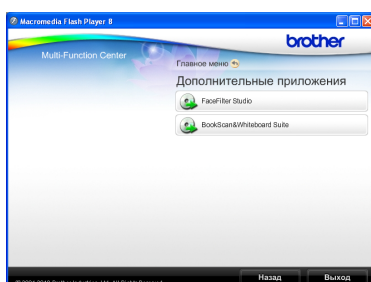 Macromedia Flash Player 8
brother
Multi-Function Center
Главное меню
Дополнительные приложения
FaceFilter Studio
BookScan&Whiteboard Suite
Назад
Выход